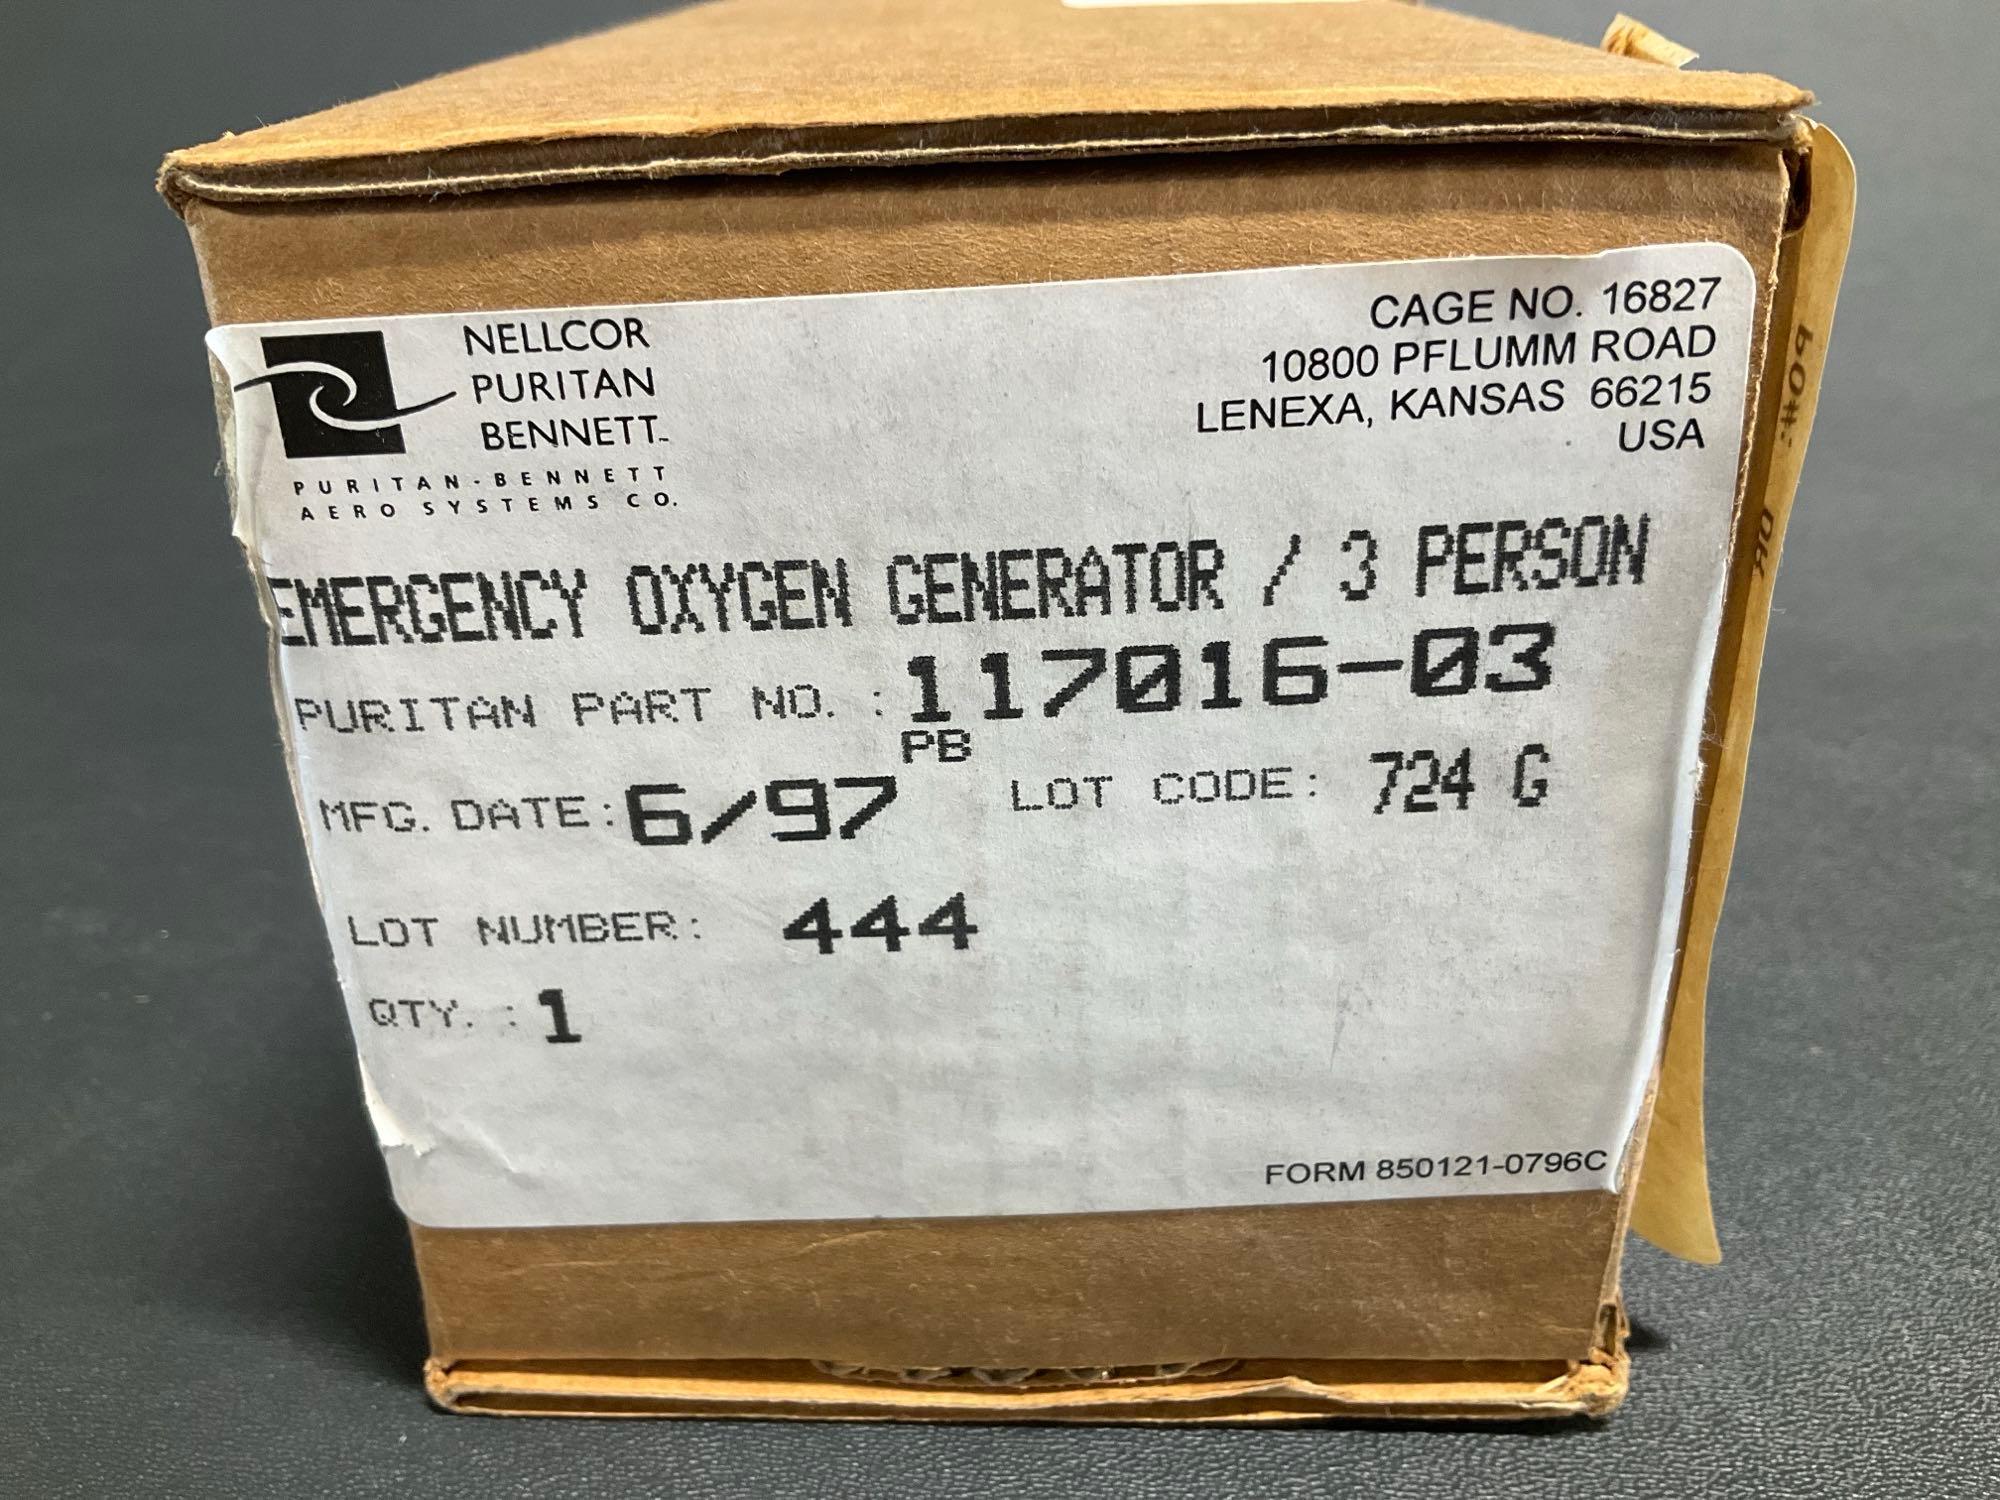 NELLCOR
PURITAN
BENNETT™
PURITAN-BENNETT
AERO SYSTEMS CO.
CAGE NO. 16827
10800 PFLUMM ROAD
LENEXA, KANSAS 66215
USA
EMERGENCY OXYGEN GENERATOR / 3 PERSON
PURITAN PART NO. : 117016-03
PB
MFG. DATE: 6/97 LOT CODE: 724 G
LOT NUMBER: 444
QTY. : 1
FORM 850121-0796C